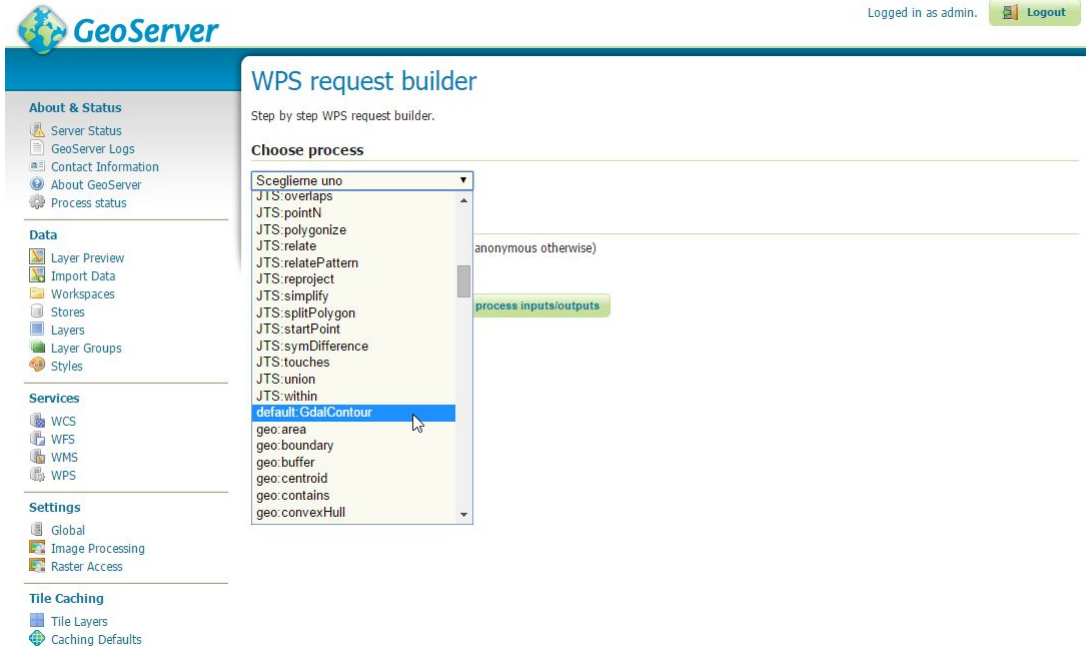 GeoServer
Logged in as admin.
Logout
About & Status
Server Status
GeoServer Logs
Contact Information
About GeoServer
Process status
Data
Layer Preview
Import Data
Workspaces
Stores
Layers
Layer Groups
Styles
Services
WCS
WFS
WMS
WPS
Settings
Global
Image Processing
Raster Access
Tile Caching
Tile Layers
Caching Defaults
WPS request builder
Step by step WPS request builder.
Choose process
Sceglierne uno
JTS:overlaps
JTS:pointN
JTS:polygonize
JTS:relate
JTS:relatePattern
JTS:reproject
JTS:simplify
JTS:splitPolygon
JTS:startPoint
JTS:symDifference
JTS:touches
JTS:union
JTS:within
default:GdalContour
geo:area
geo:boundary
geo:buffer
geo:centroid
geo:contains
geo:convexHull
anonymous otherwise)
process inputs/outputs